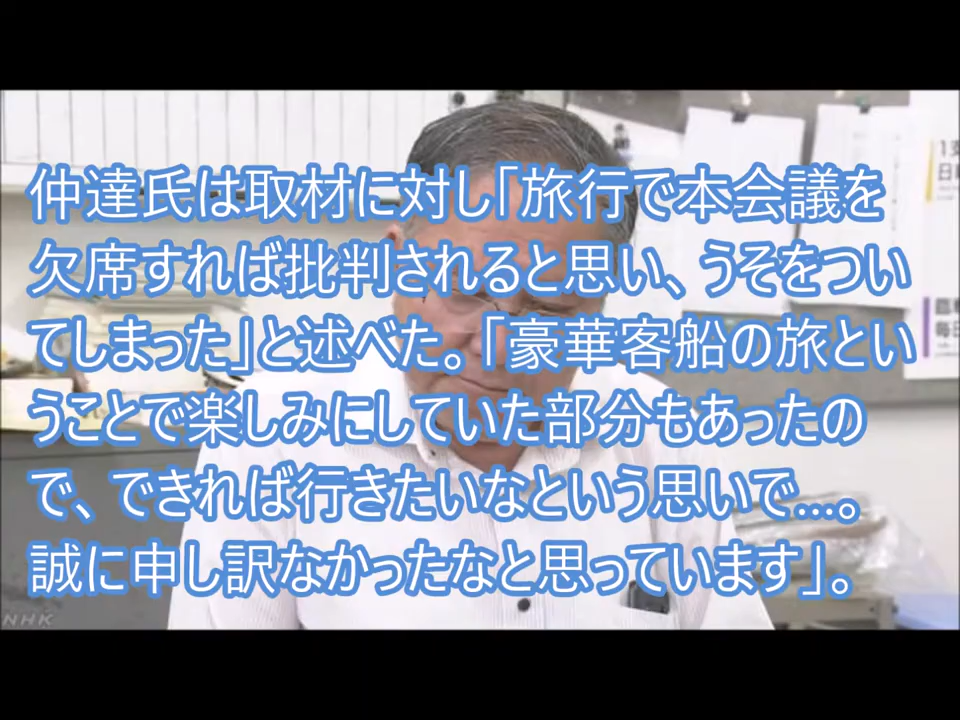 仲達氏は取材に対し「旅行で本会議を
欠席すれば批判されると思い、うそをつい
てしまった」と述べた。「豪華客船の旅とい
うことで楽しみにしていた部分もあったの
で、できれば行きたいなという思いで...。
誠に申し訳なかったなと思っています」。
NHK